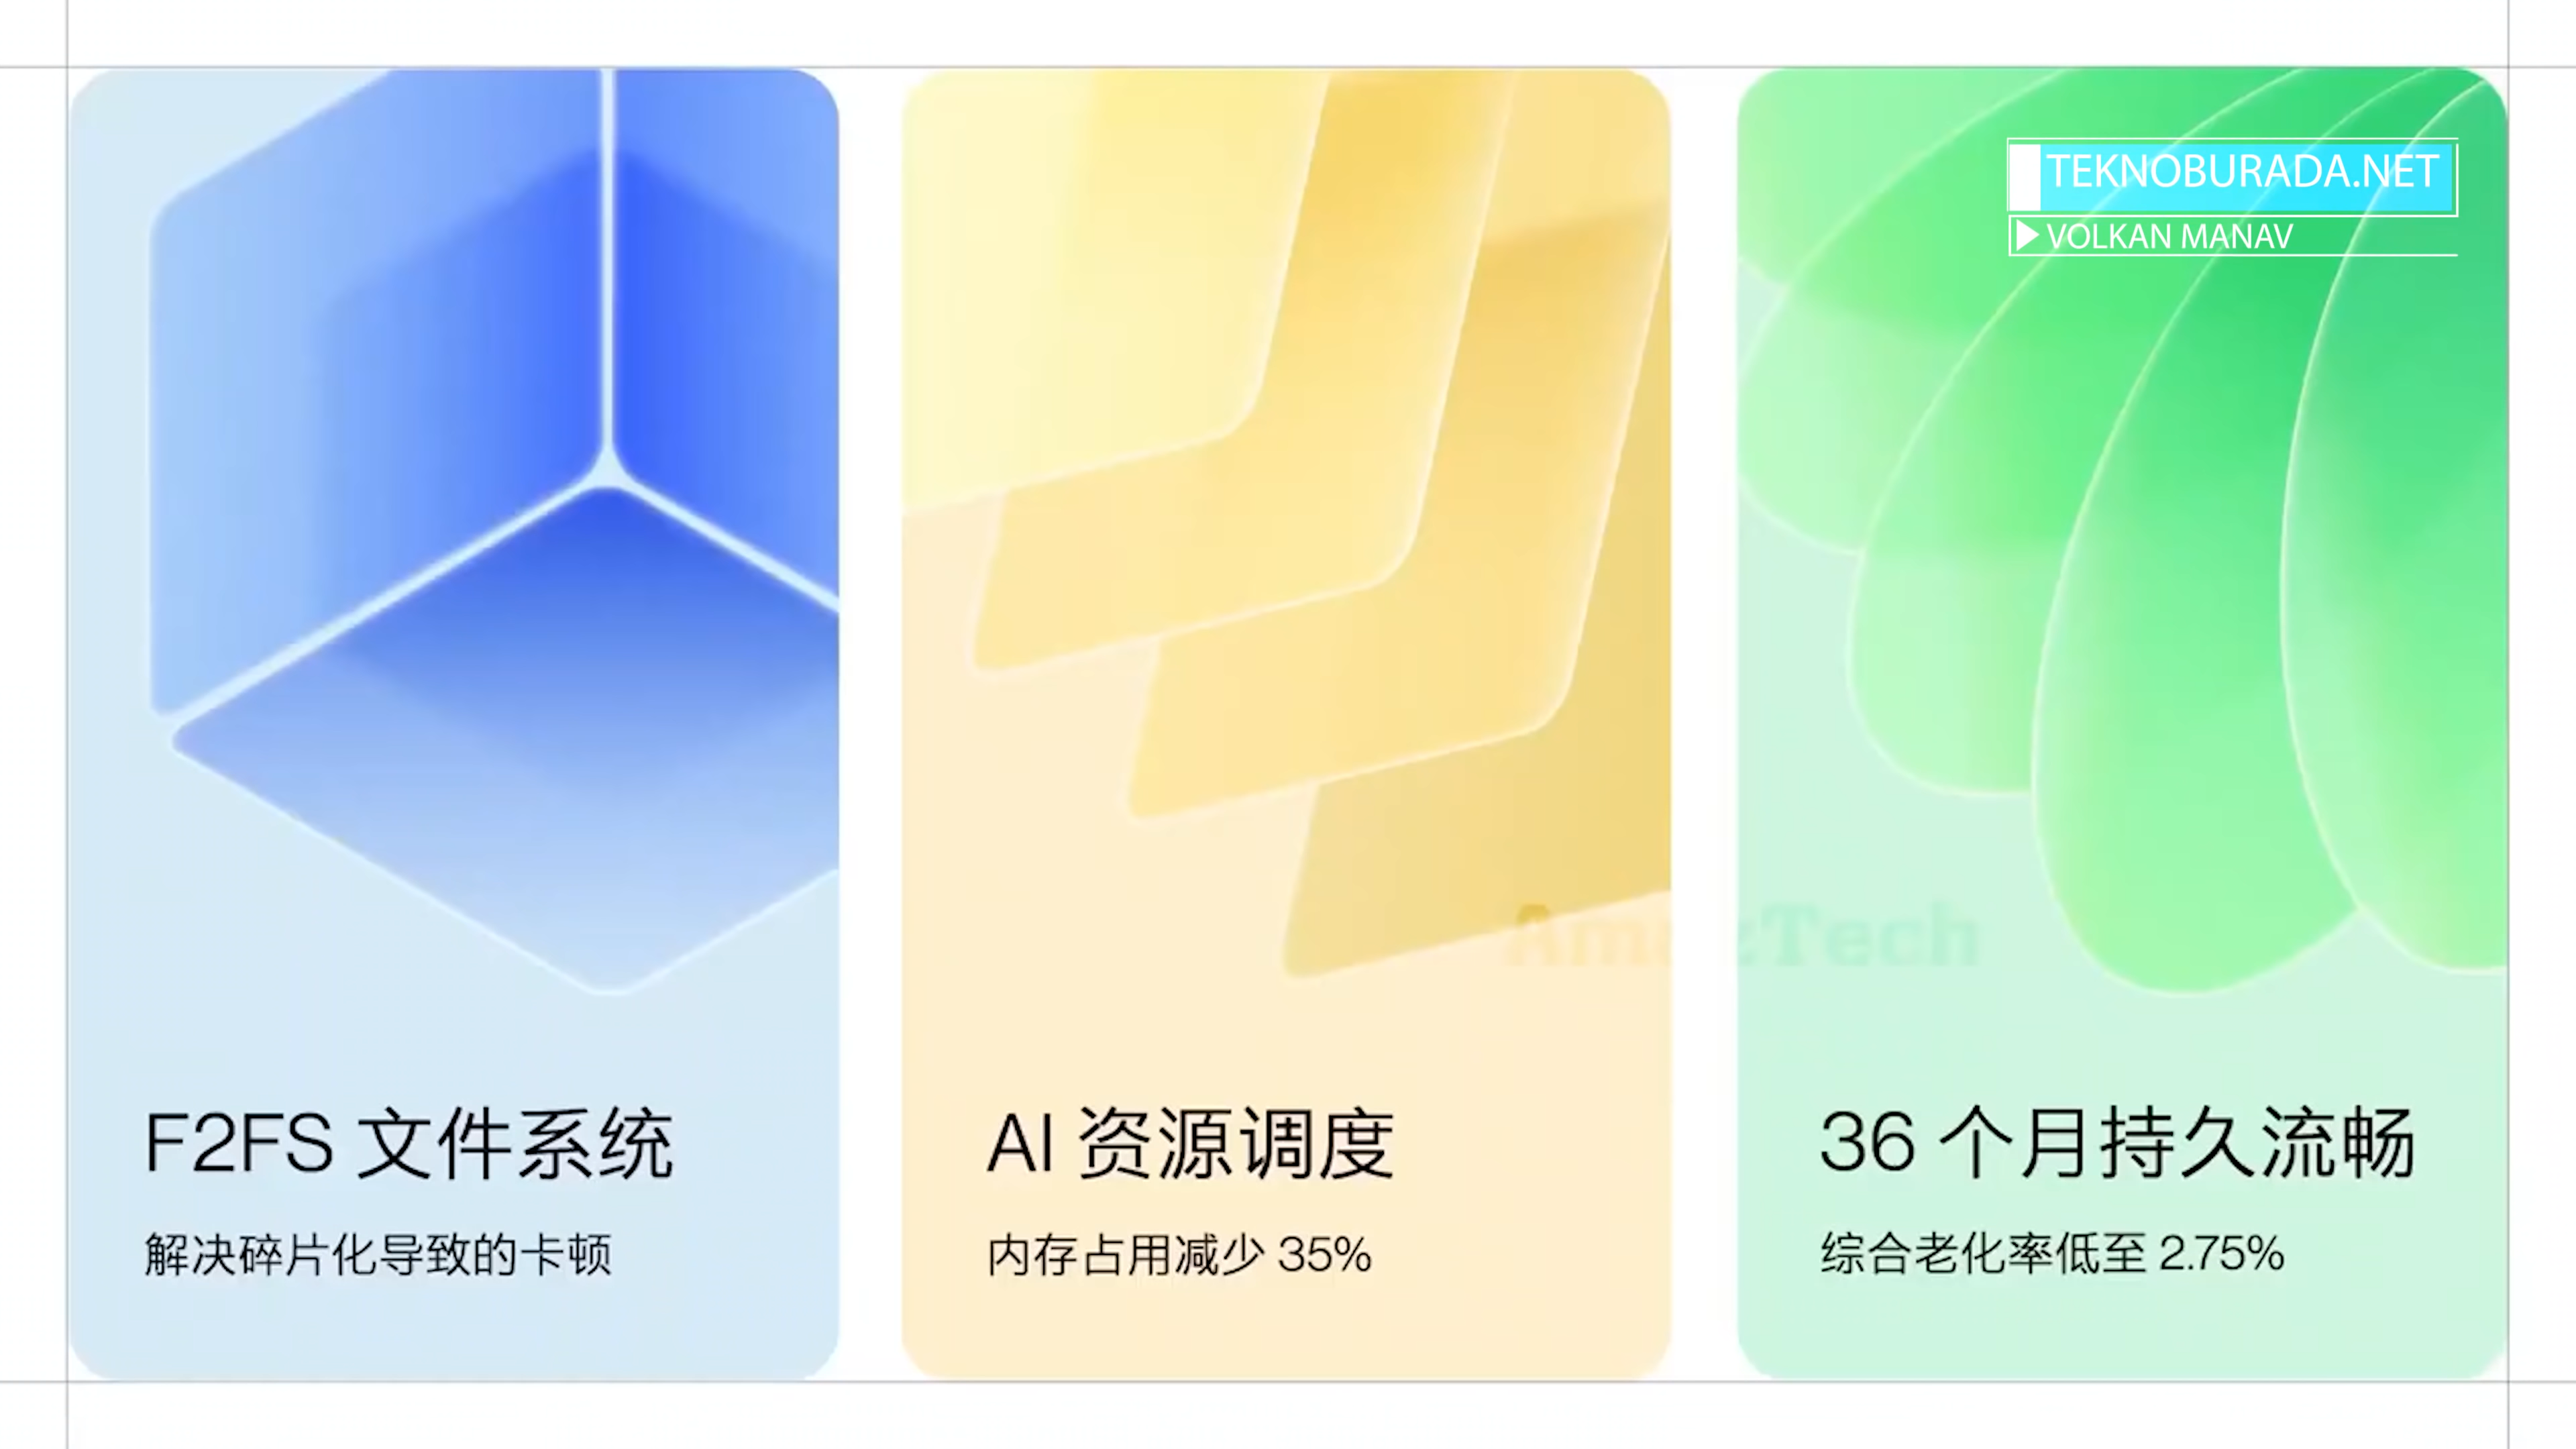 TEKNOBURADA.NET
VOLKAN MANAV
F2FS 文件系统
解决碎片化导致的卡顿
AI 资源调度
内存占用减少 35%
36 个月持久流畅
综合老化率低至 2.75%